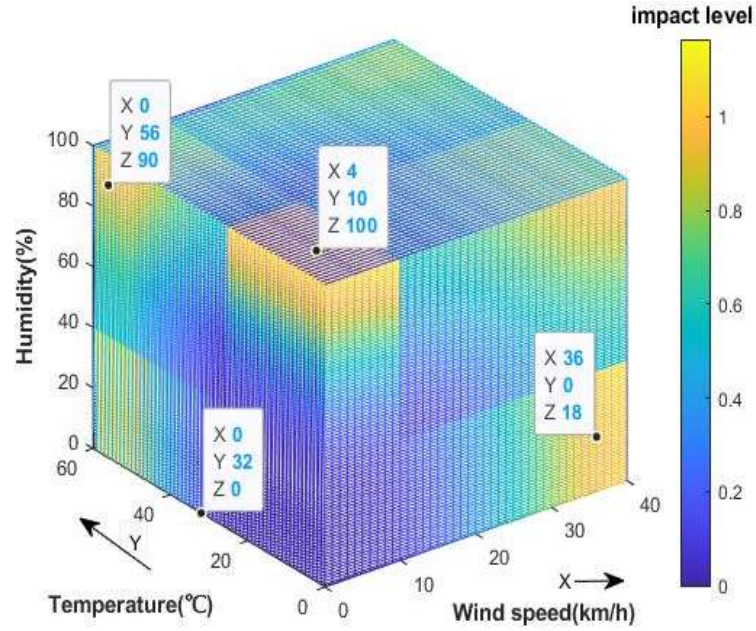 impact level
X 0
Y 56
Z 90
X 4
Y 10
Z 100
X 36
Y 0
Z 18
X 0
Y 32
Z 0
100
80
60
40
20
0
Humidity(%)
60
40
20
0
Y
Temperature(℃)
0
10
20
30
40
X
Wind speed(km/h)
1
0.8
0.6
0.4
0.2
0